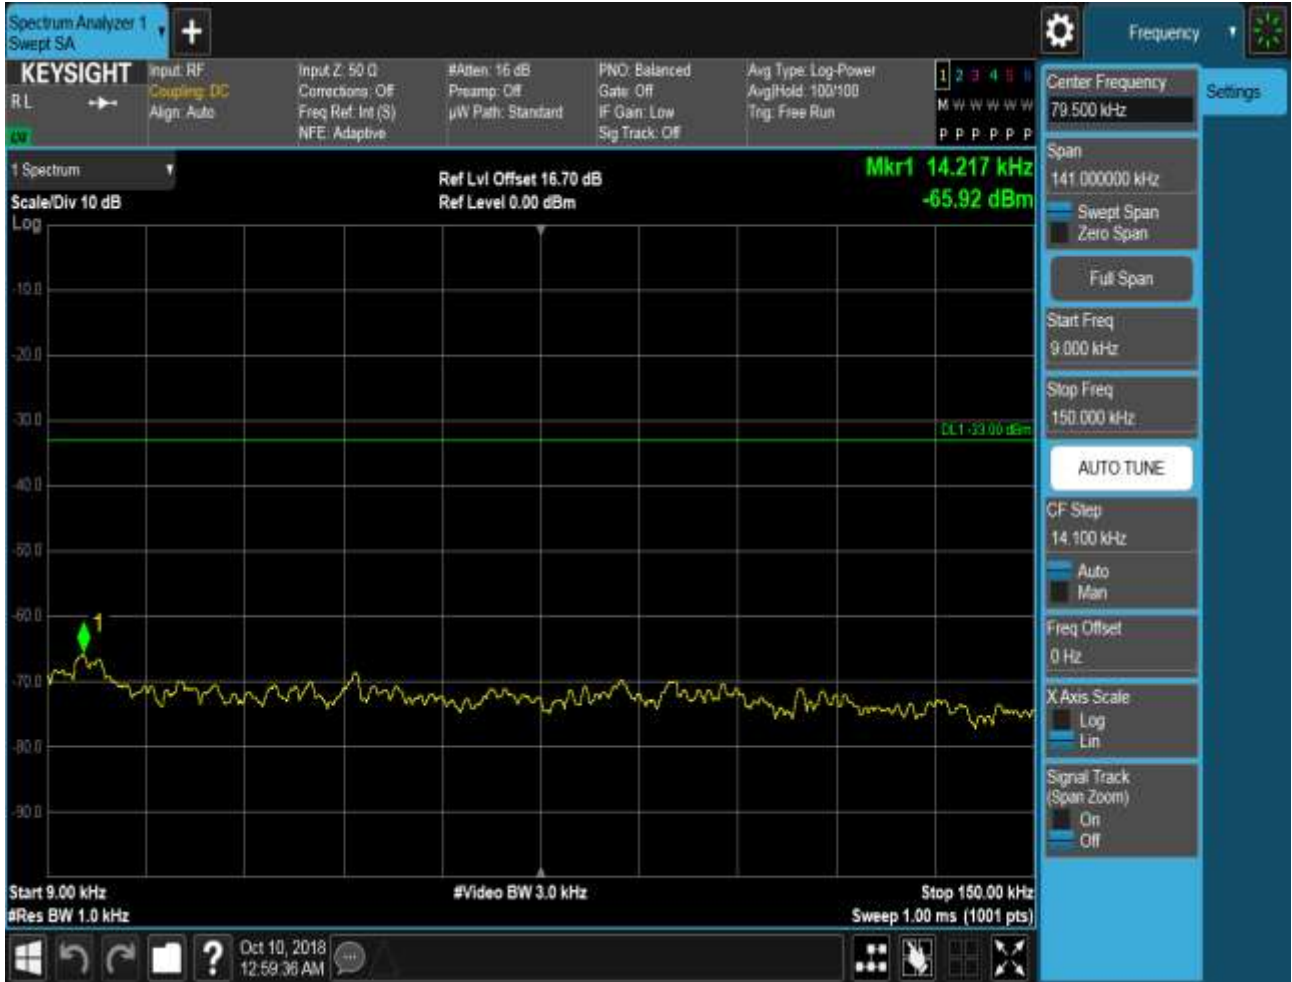 Spectrum Analyzer 1
Swept SA
+
Frequency
KEYSIGHT
RL
LXI
Input: RF
Coupling: DC
Align: Auto
Input Z: 50 Ω
Corrections: Off
Freq Ref: Int (S)
NFE: Adaptive
#Atten: 16 dB
Preamp: Off
µW Path: Standard
PNO: Balanced
Gate: Off
IF Gain: Low
Sig Track: Off
Avg Type: Log-Power
Avg|Hold: 100/100
Trig: Free Run
1 2 3 4 5 6
M W W W W W
P P P P P P
1 Spectrum
Scale/Div 10 dB
Log
Ref Lvl Offset 16.70 dB
Ref Level 0.00 dBm
Mkr1 14.217 kHz
-65.92 dBm
-10.0
-20.0
-30.0
DL1 -33.00 dBm
-40.0
-50.0
-60.0
1
-70.0
-80.0
-90.0
Start 9.00 kHz
#Video BW 3.0 kHz
Stop 150.00 kHz
#Res BW 1.0 kHz
Sweep 1.00 ms (1001 pts)
?
Oct 10, 2018
12:59:36 AM
Center Frequency
79.500 kHz
Settings
Span
141.000000 kHz
Swept Span
Zero Span
Full Span
Start Freq
9.000 kHz
Stop Freq
150.000 kHz
AUTO TUNE
CF Step
14.100 kHz
Auto
Man
Freq Offset
0 Hz
X Axis Scale
Log
Lin
Signal Track
(Span Zoom)
On
Off